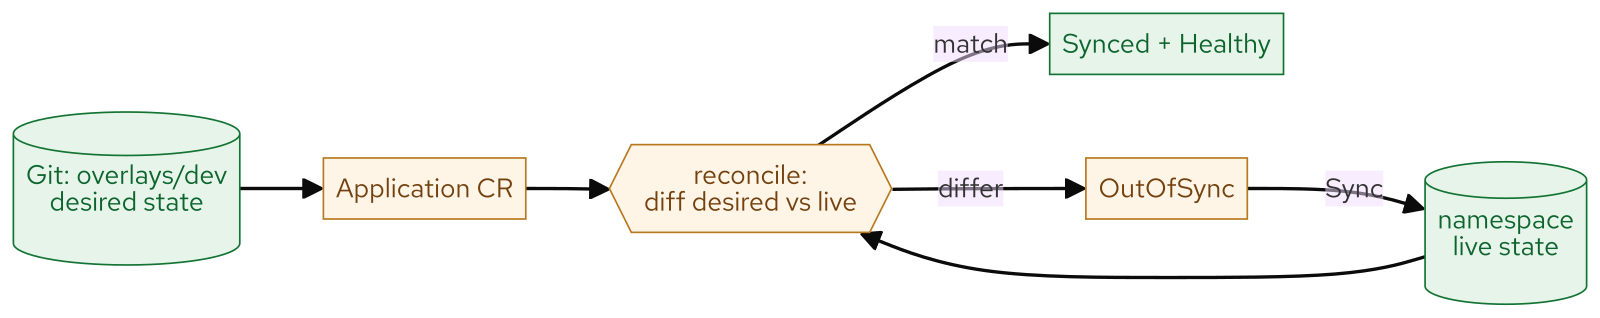 match
Synced + Healthy
Git: overlays/dev
desired state
Application CR
reconcile:
diff desired vs live
differ
OutOfSync
Sync
namespace
live state